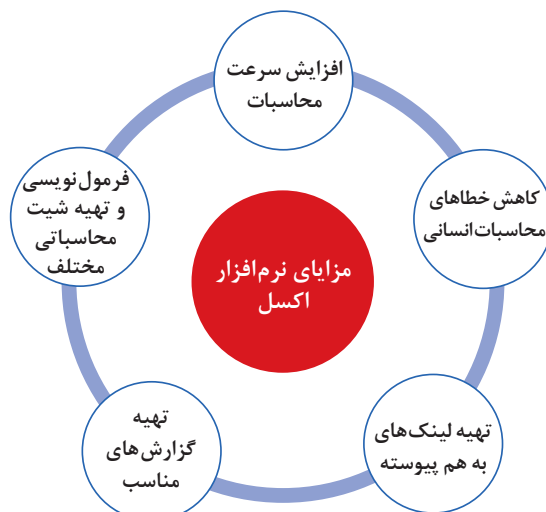 افزایش سرعت
محاسبات
کاهش خطاهای
محاسبات انسانی
تهیه لینک‌های
به هم پیوسته
تهیه
گزارش‌های
مناسب
فرمول‌نویسی
و تهیه شیت
محاسباتی
مختلف
مزایای نرم‌افزار
اکسل